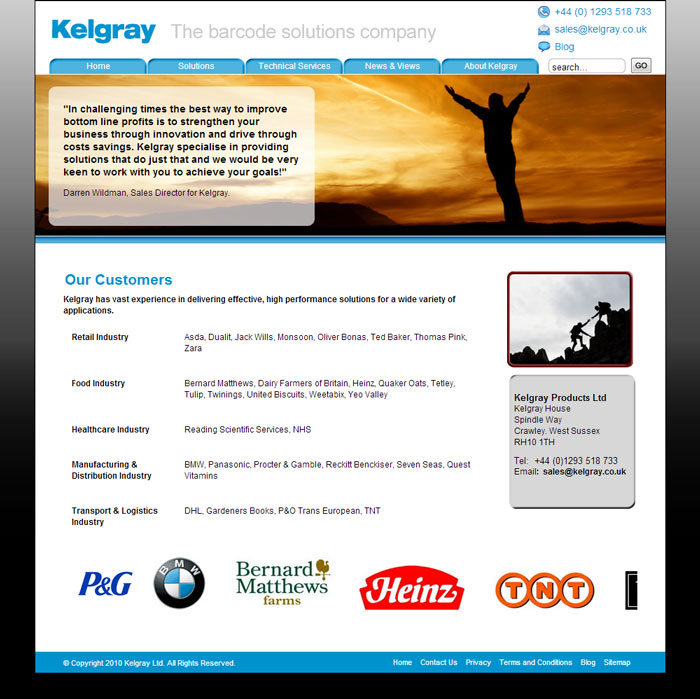 Kelgray The barcode solutions company
+44 (0) 1293 518 733
sales@kelgray.co.uk
Blog
Home Solutions Technical Services News & Views About Kelgray
search... GO
"In challenging times the best way to improve
bottom line profits is to strengthen your
business through innovation and drive through
costs savings. Kelgray specialise in providing
solutions that do just that and we would be very
keen to work with you to achieve your goals!"
Darren Wildman, Sales Director for Kelgray.
Our Customers
Kelgray has vast experience in delivering effective, high performance solutions for a wide variety of
applications.
Retail Industry
Asda, Dualit, Jack Wills, Monsoon, Oliver Bonas, Ted Baker, Thomas Pink,
Zara
Food Industry
Bernard Matthews, Dairy Farmers of Britain, Heinz, Quaker Oats, Tetley,
Tulip, Twinings, United Biscuits, Weetabix, Yeo Valley
Healthcare Industry
Reading Scientific Services, NHS
Manufacturing &
Distribution Industry
BMW, Panasonic, Procter & Gamble, Reckitt Benckiser, Seven Seas, Quest
Vitamins
Transport & Logistics
Industry
DHL, Gardeners Books, P&O Trans European, TNT
Kelgray Products Ltd
Kelgray House
Spindle Way
Crawley. West Sussex
RH10 1TH
Tel: +44 (0)1293 518 733
Email: sales@kelgray.co.uk
P&G
BMW
Bernard
Matthews
farms
Heinz
TNT
© Copyright 2010 Kelgray Ltd. All Rights Reserved.
Home Contact Us Privacy Terms and Conditions Blog Sitemap